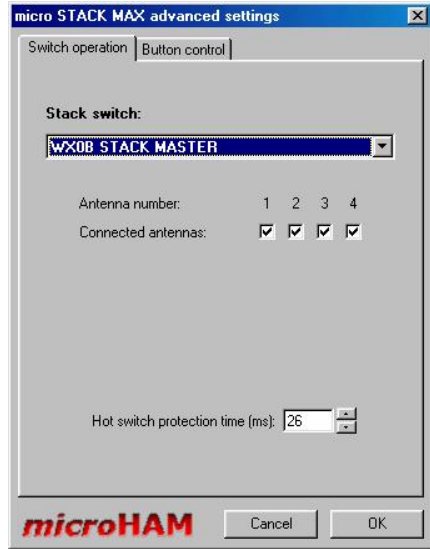 micro STACK MAX advanced settings
Switch operation Button control
Stack switch:
WX0B STACK MASTER
Antenna number: 1 2 3 4
Connected antennas:
Hot switch protection time (ms): 26
microHAM Cancel OK